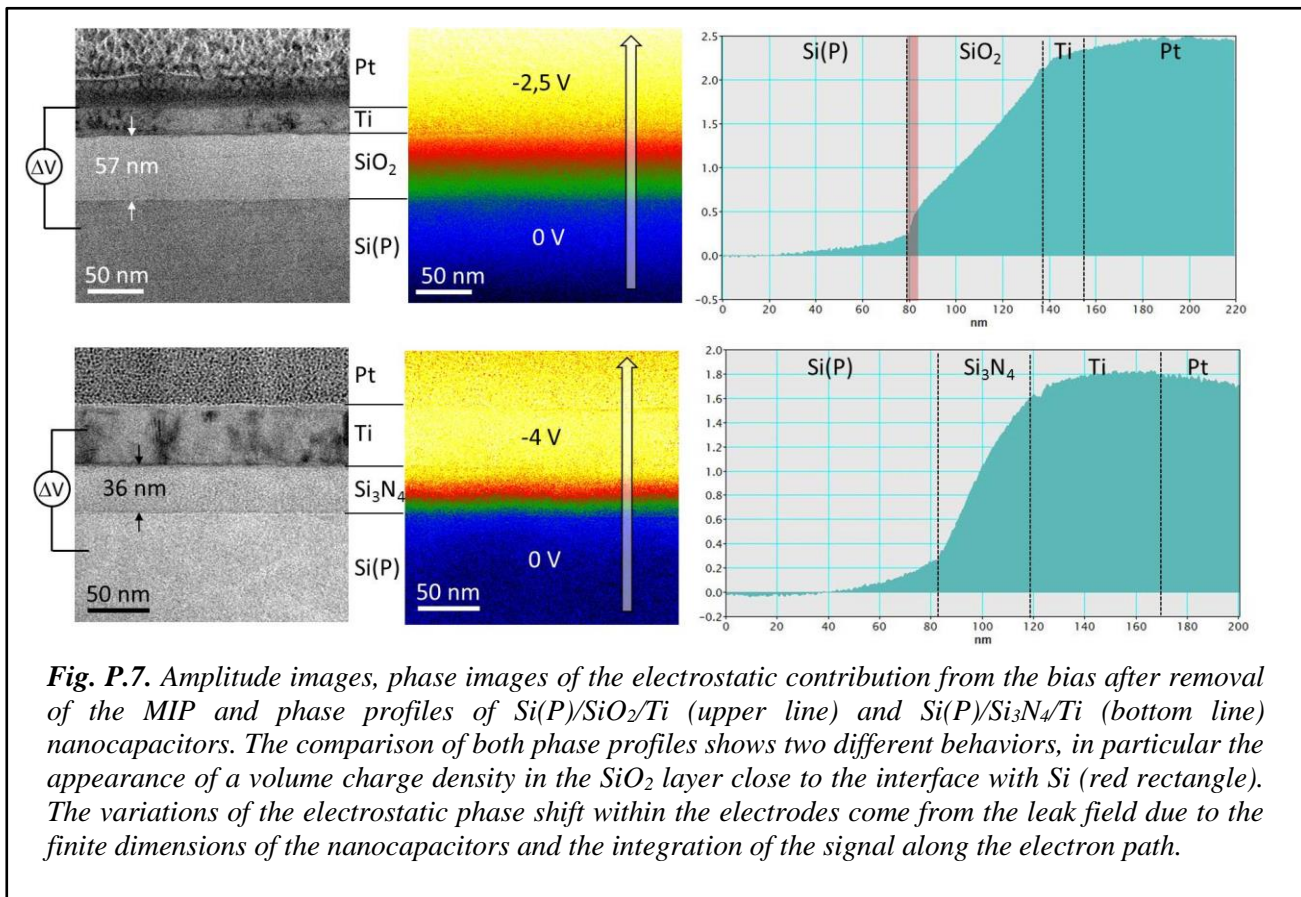 Pt
Ti
SiO₂
Si(P)
ΔV
57 nm
50 nm
-2,5 V
0 V
50 nm
Si(P) SiO₂ Ti Pt
2.5
2.0
1.5
1.0
0.5
0.0
-0.5
0 20 40 60 80 100 120 140 160 180 200 220
nm
Pt
Ti
Si₃N₄
Si(P)
ΔV
36 nm
50 nm
-4 V
0 V
50 nm
Si(P) Si₃N₄ Ti Pt
2.0
1.8
1.6
1.4
1.2
1.0
0.8
0.6
0.4
0.2
0.0
-0.2
0 20 40 60 80 100 120 140 160 180 200
nm
Fig. P.7. Amplitude images, phase images of the electrostatic contribution from the bias after removal
of the MIP and phase profiles of Si(P)/SiO₂/Ti (upper line) and Si(P)/Si₃N₄/Ti (bottom line)
nanocapacitors. The comparison of both phase profiles shows two different behaviors, in particular the
appearance of a volume charge density in the SiO₂ layer close to the interface with Si (red rectangle).
The variations of the electrostatic phase shift within the electrodes come from the leak field due to the
finite dimensions of the nanocapacitors and the integration of the signal along the electron path.